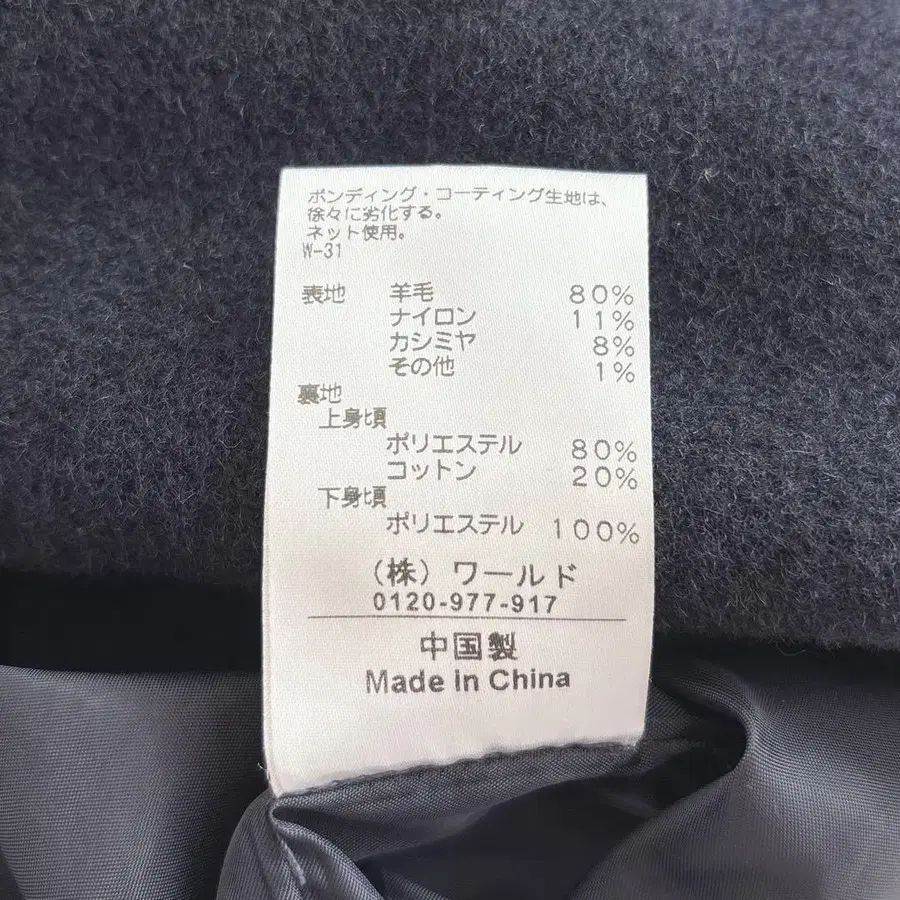 ボンディング・コーティング生地は、
徐々に劣化する。
ネット使用。
W-31
表地 羊毛 80%
ナイロン 11%
カシミヤ 8%
その他 1%
裏地
上身頃
ポリエステル 80%
コットン 20%
下身頃
ポリエステル 100%
(株)ワールド
0120-977-917
中国製
Made in China